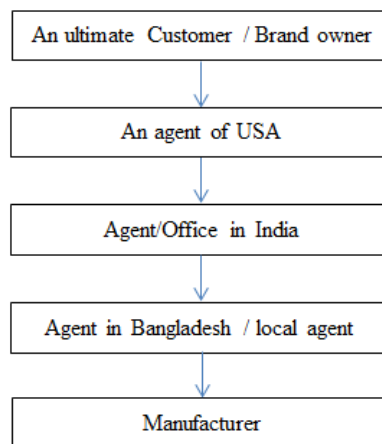 An ultimate Customer / Brand owner
An agent of USA
Agent/Office in India
Agent in Bangladesh / local agent
Manufacturer